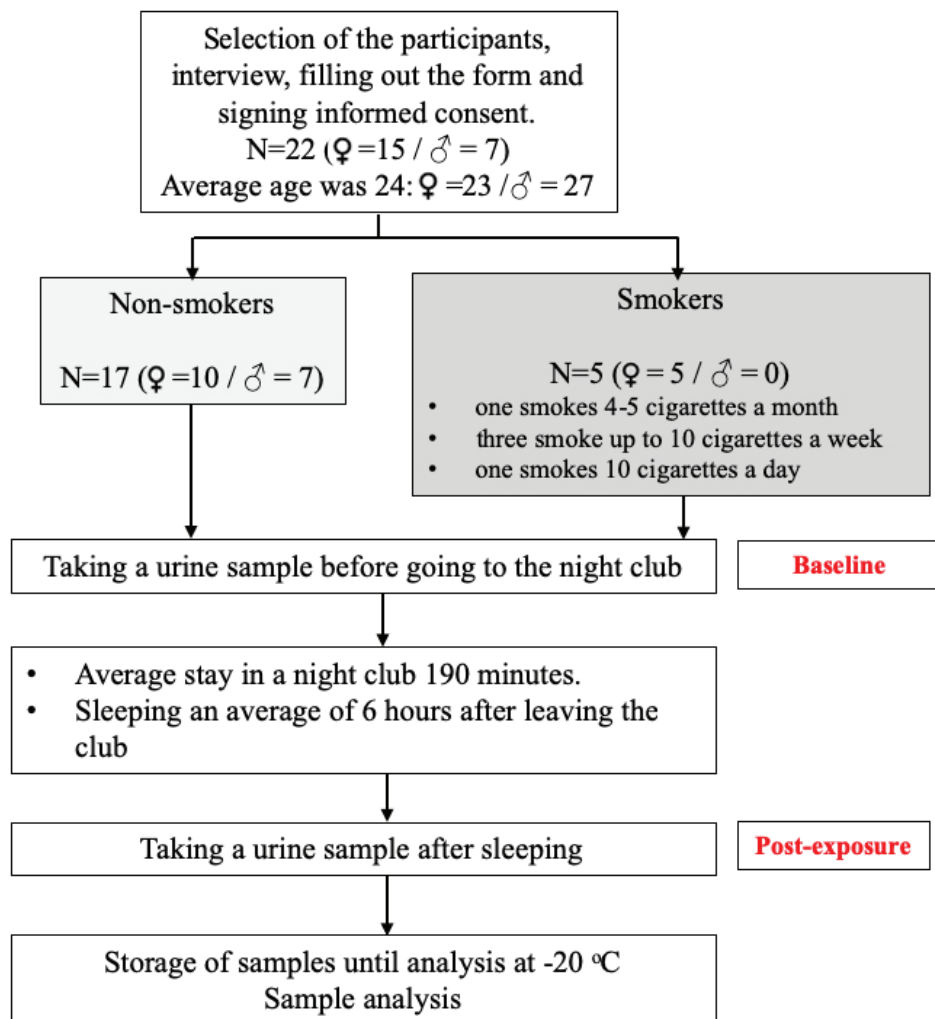 Selection of the participants,
interview, filling out the form and
signing informed consent.
N=22 (♀=15 / ♂= 7)
Average age was 24: ♀=23 /♂= 27
Non-smokers
N=17 (♀=10 / ♂= 7)
Smokers
N=5 (♀= 5 / ♂= 0)
• one smokes 4-5 cigarettes a month
• three smoke up to 10 cigarettes a week
• one smokes 10 cigarettes a day
Taking a urine sample before going to the night club
Baseline
• Average stay in a night club 190 minutes.
• Sleeping an average of 6 hours after leaving the
club
Taking a urine sample after sleeping
Post-exposure
Storage of samples until analysis at -20 ºC
Sample analysis